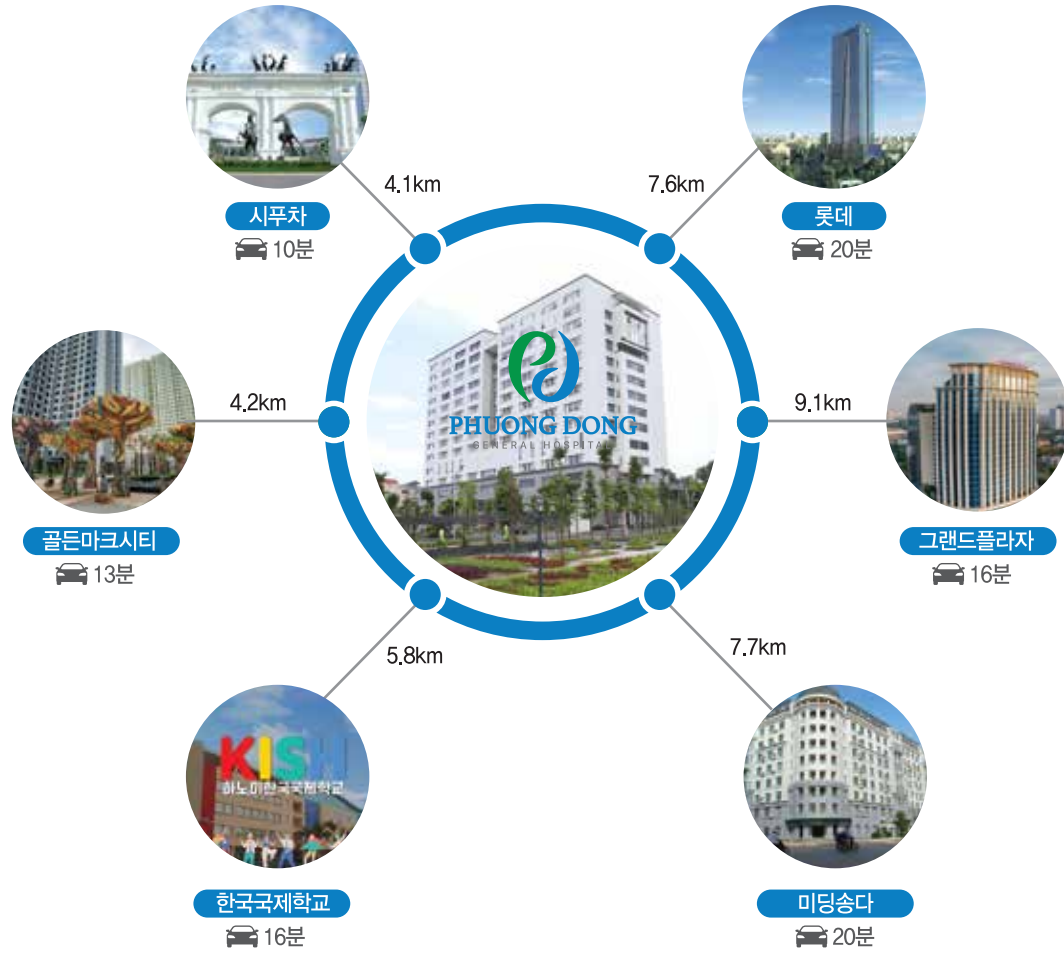 4.1km
시푸차
10분
7.6km
롯데
20분
4.2km
골든마크시티
13분
PHUONG DONG
GENERAL HOSPITAL
9.1km
그랜드플라자
16분
5.8km
KISH
하노이한국국제학교
한국국제학교
16분
7.7km
미딩송다
20분